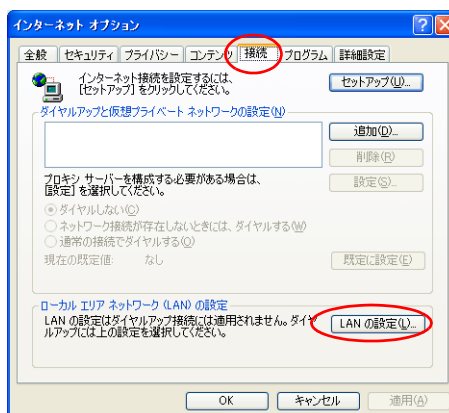 インターネット オプション
全般 セキュリティ プライバシー コンテンツ 接続 プログラム 詳細設定
インターネット接続を設定するには、
[セットアップ] をクリックしてください。
セットアップ(U)...
ダイヤルアップと仮想プライベート ネットワークの設定(N)
追加(D)...
削除(R)
プロキシ サーバーを構成する必要がある場合は、
[設定] を選択してください。
設定(S)...
ダイヤルしない(C)
ネットワーク接続が存在しないときには、ダイヤルする(W)
通常の接続でダイヤルする(O)
現在の既定値: なし
既定に設定(E)
ローカル エリア ネットワーク (LAN) の設定
LAN の設定はダイヤルアップ接続には適用されません。ダイヤ
ルアップには上の設定を選択してください。
LAN の設定(L)...
OK キャンセル 適用(A)